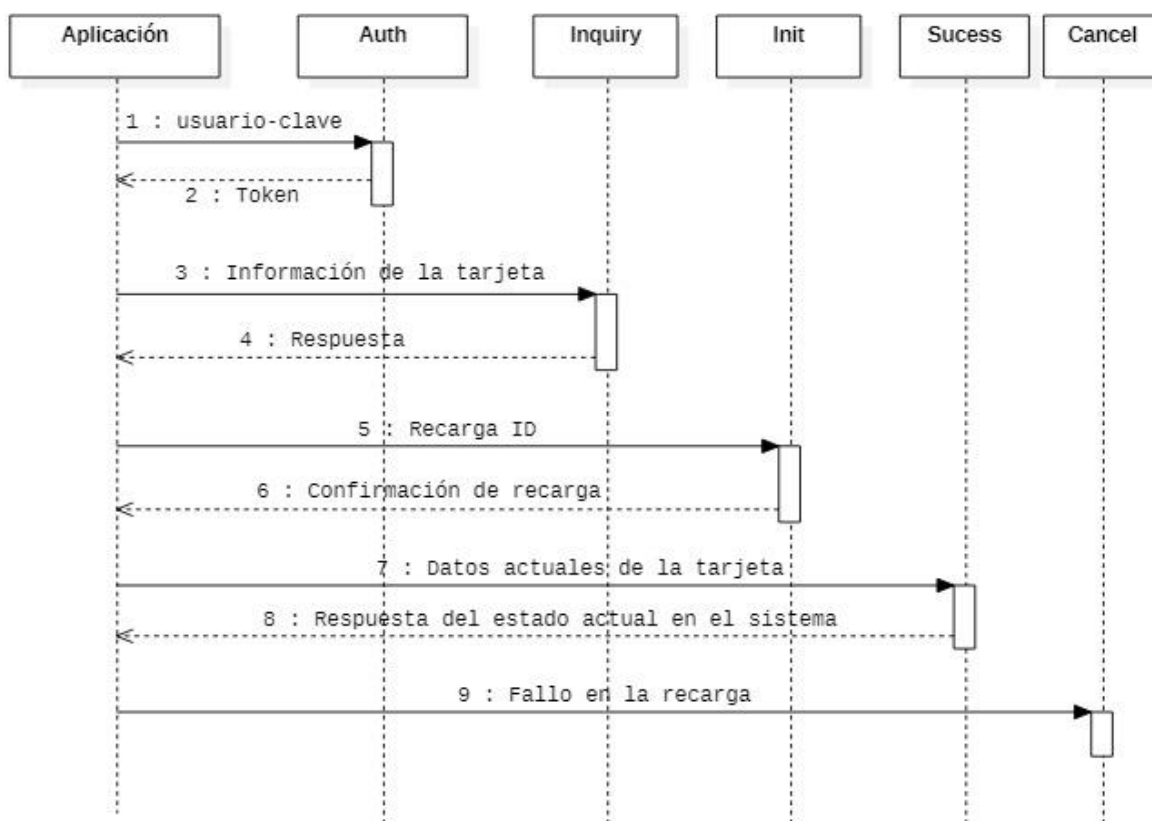 Aplicación
Auth
Inquiry
Init
Sucess
Cancel
1 : usuario-clave
2 : Token
3 : Información de la tarjeta
4 : Respuesta
5 : Recarga ID
6 : Confirmación de recarga
7 : Datos actuales de la tarjeta
8 : Respuesta del estado actual en el sistema
9 : Fallo en la recarga